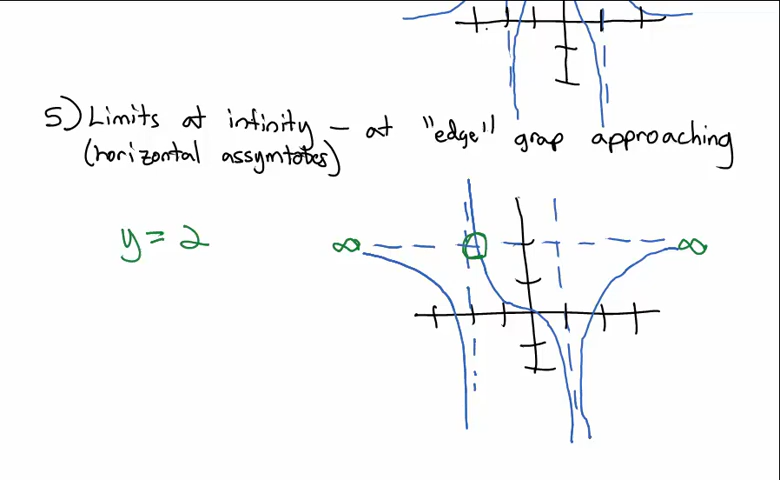 5) Limits at infinity – at "edge" grap approaching
(horizontal assymtotes)
y = 2
∞ ∞